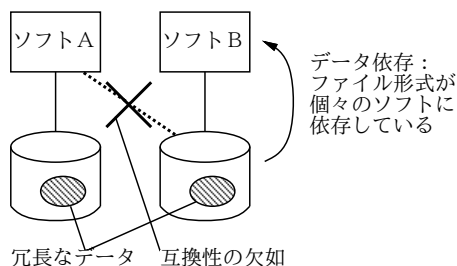 ソフトA
ソフトB
データ依存：
ファイル形式が
個々のソフトに
依存している
冗長なデータ
互換性の欠如